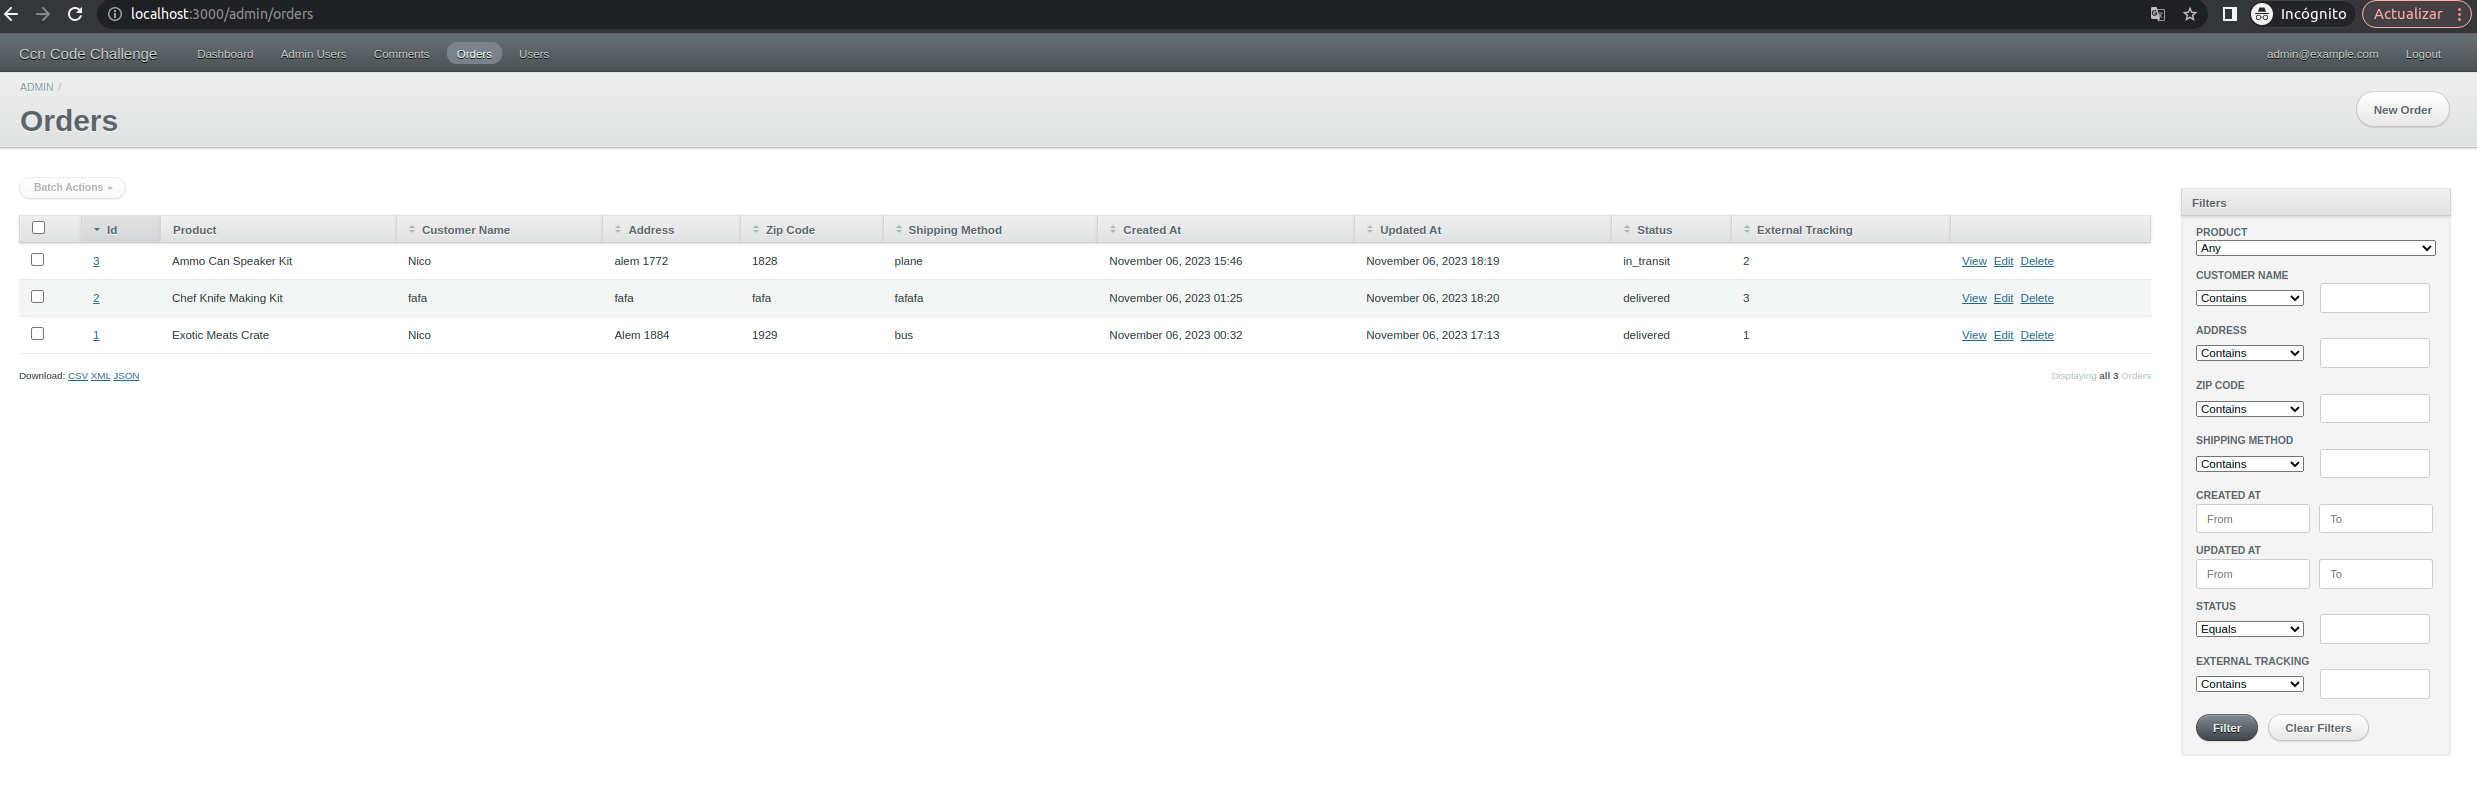 localhost:3000/admin/orders Incógnito Actualizar
Ccn Code Challenge Dashboard Admin Users Comments Orders Users admin@example.com Logout
ADMIN /
Orders
New Order
Batch Actions
Id Product Customer Name Address Zip Code Shipping Method Created At Updated At Status External Tracking
3 Ammo Can Speaker Kit Nico alem 1772 1828 plane November 06, 2023 15:46 November 06, 2023 18:19 in_transit 2 View Edit Delete
2 Chef Knife Making Kit fafa fafa fafa fafafa November 06, 2023 01:25 November 06, 2023 18:20 delivered 3 View Edit Delete
1 Exotic Meats Crate Nico Alem 1884 1929 bus November 06, 2023 00:32 November 06, 2023 17:13 delivered 1 View Edit Delete
Download: CSV XML JSON
Displaying all 3 Orders
Filters
PRODUCT
Any
CUSTOMER NAME
Contains
ADDRESS
Contains
ZIP CODE
Contains
SHIPPING METHOD
Contains
CREATED AT
From To
UPDATED AT
From To
STATUS
Equals
EXTERNAL TRACKING
Contains
Filter Clear Filters